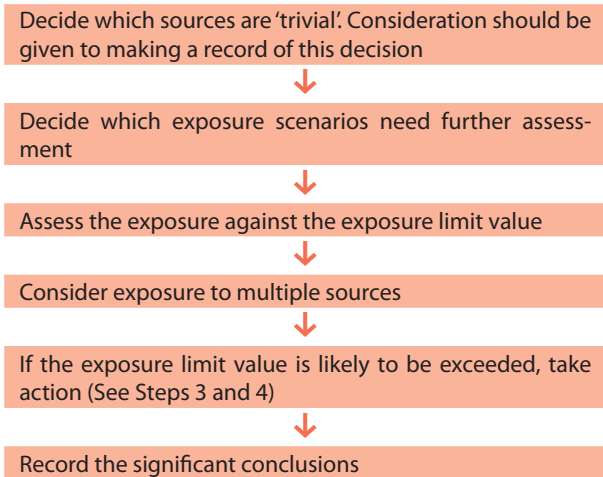 Decide which sources are ‘trivial’. Consideration should be
given to making a record of this decision
Decide which exposure scenarios need further assess-
ment
Assess the exposure against the exposure limit value
Consider exposure to multiple sources
If the exposure limit value is likely to be exceeded, take
action (See Steps 3 and 4)
Record the significant conclusions